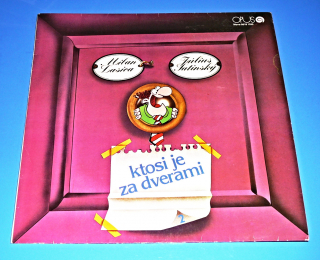 OPUS
Milan Lasica
Július Satinský
ktosi je
za dverami